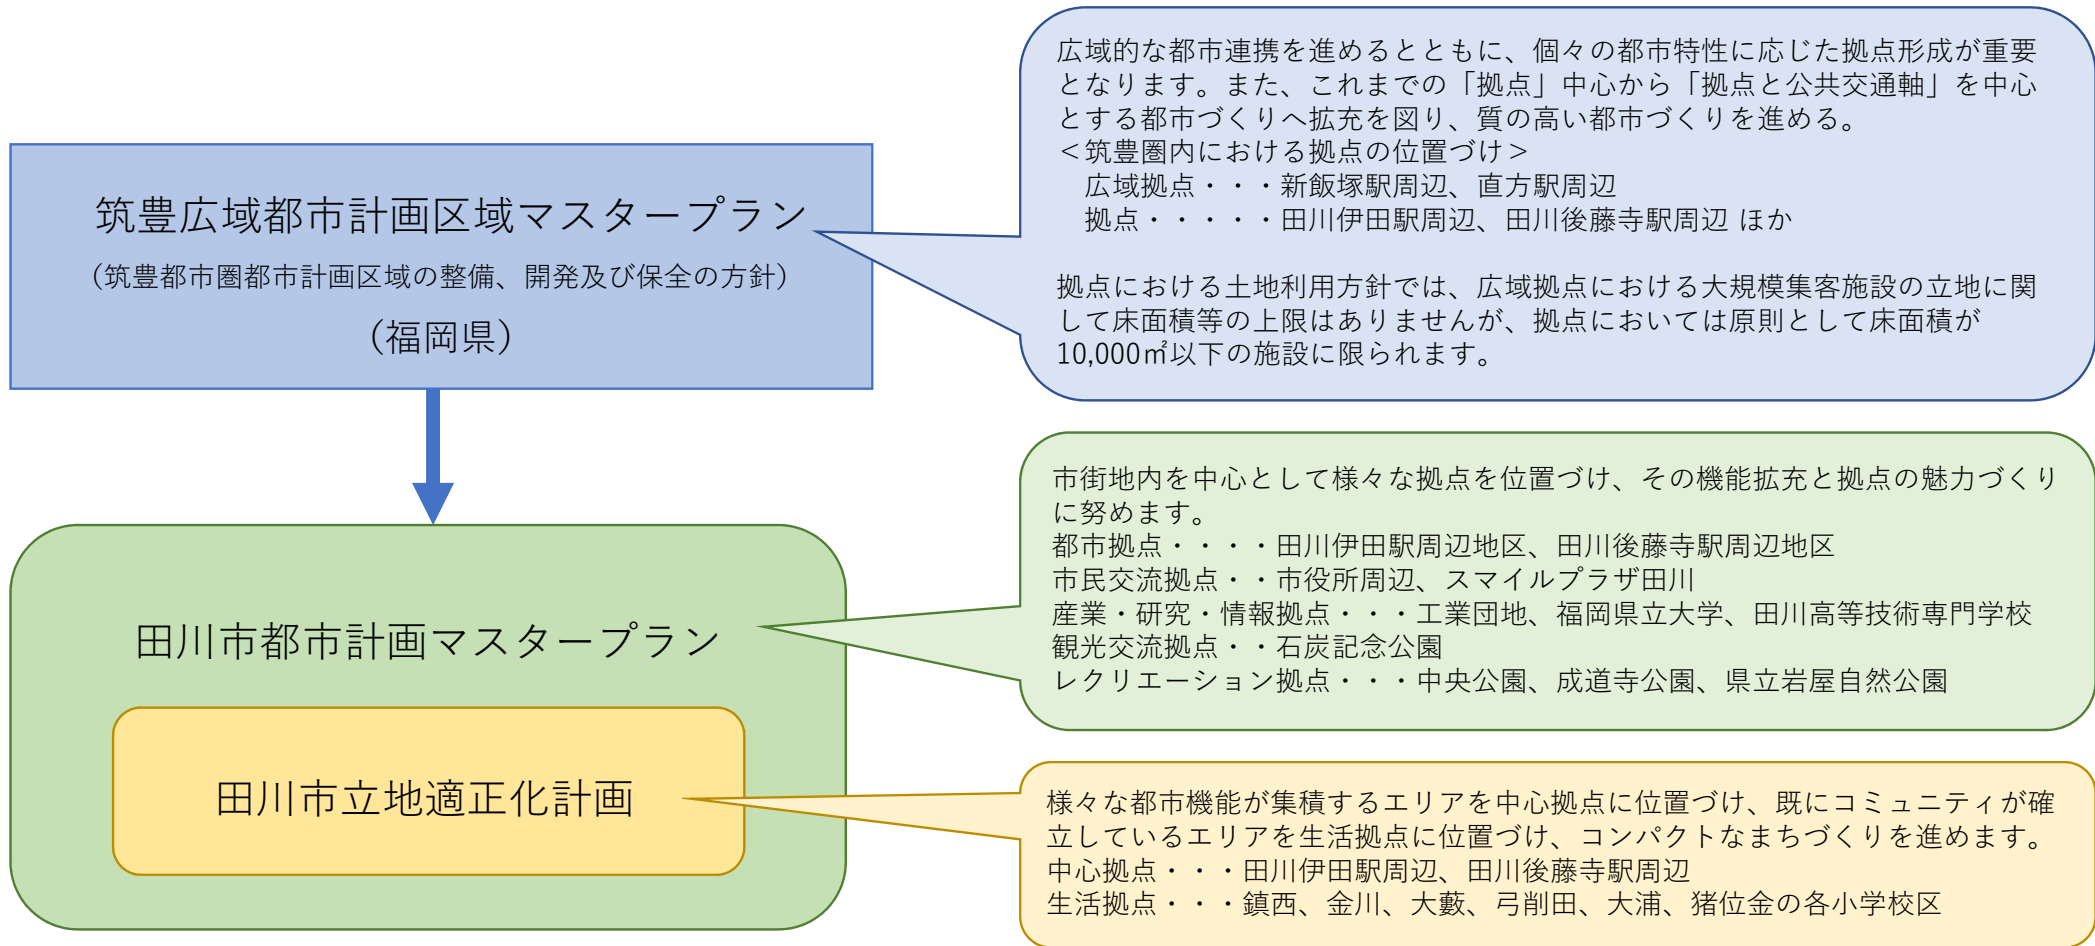 筑豊広域都市計画区域マスタープラン
（筑豊都市圏都市計画区域の整備、開発及び保全の方針）
（福岡県）
広域的な都市連携を進めるとともに、個々の都市特性に応じた拠点形成が重要
となります。また、これまでの「拠点」中心から「拠点と公共交通軸」を中心
とする都市づくりへ拡充を図り、質の高い都市づくりを進める。
＜筑豊圏内における拠点の位置づけ＞
広域拠点・・・新飯塚駅周辺、直方駅周辺
拠点・・・・・田川伊田駅周辺、田川後藤寺駅周辺 ほか
拠点における土地利用方針では、広域拠点における大規模集客施設の立地に関
して床面積等の上限はありませんが、拠点においては原則として床面積が
10,000㎡以下の施設に限られます。
田川市都市計画マスタープラン
市街地内を中心として様々な拠点を位置づけ、その機能拡充と拠点の魅力づくり
に努めます。
都市拠点・・・・田川伊田駅周辺地区、田川後藤寺駅周辺地区
市民交流拠点・・市役所周辺、スマイルプラザ田川
産業・研究・情報拠点・・・工業団地、福岡県立大学、田川高等技術専門学校
観光交流拠点・・石炭記念公園
レクリエーション拠点・・・中央公園、成道寺公園、県立岩屋自然公園
田川市立地適正化計画
様々な都市機能が集積するエリアを中心拠点に位置づけ、既にコミュニティが確
立しているエリアを生活拠点に位置づけ、コンパクトなまちづくりを進めます。
中心拠点・・・田川伊田駅周辺、田川後藤寺駅周辺
生活拠点・・・鎮西、金川、大藪、弓削田、大浦、猪位金の各小学校区